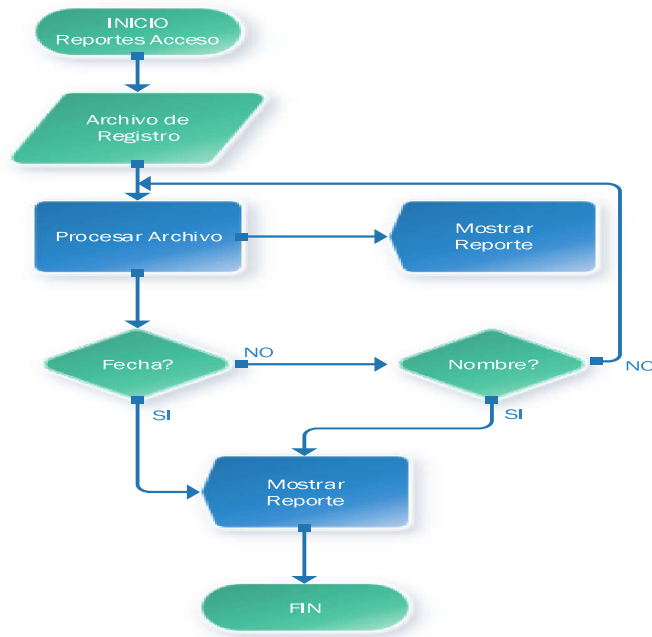 INICIO
Reportes Acceso
Archivo de
Registro
Procesar Archivo
Mostrar
Reporte
Fecha?
NO
Nombre?
NO
SI
SI
Mostrar
Reporte
FIN